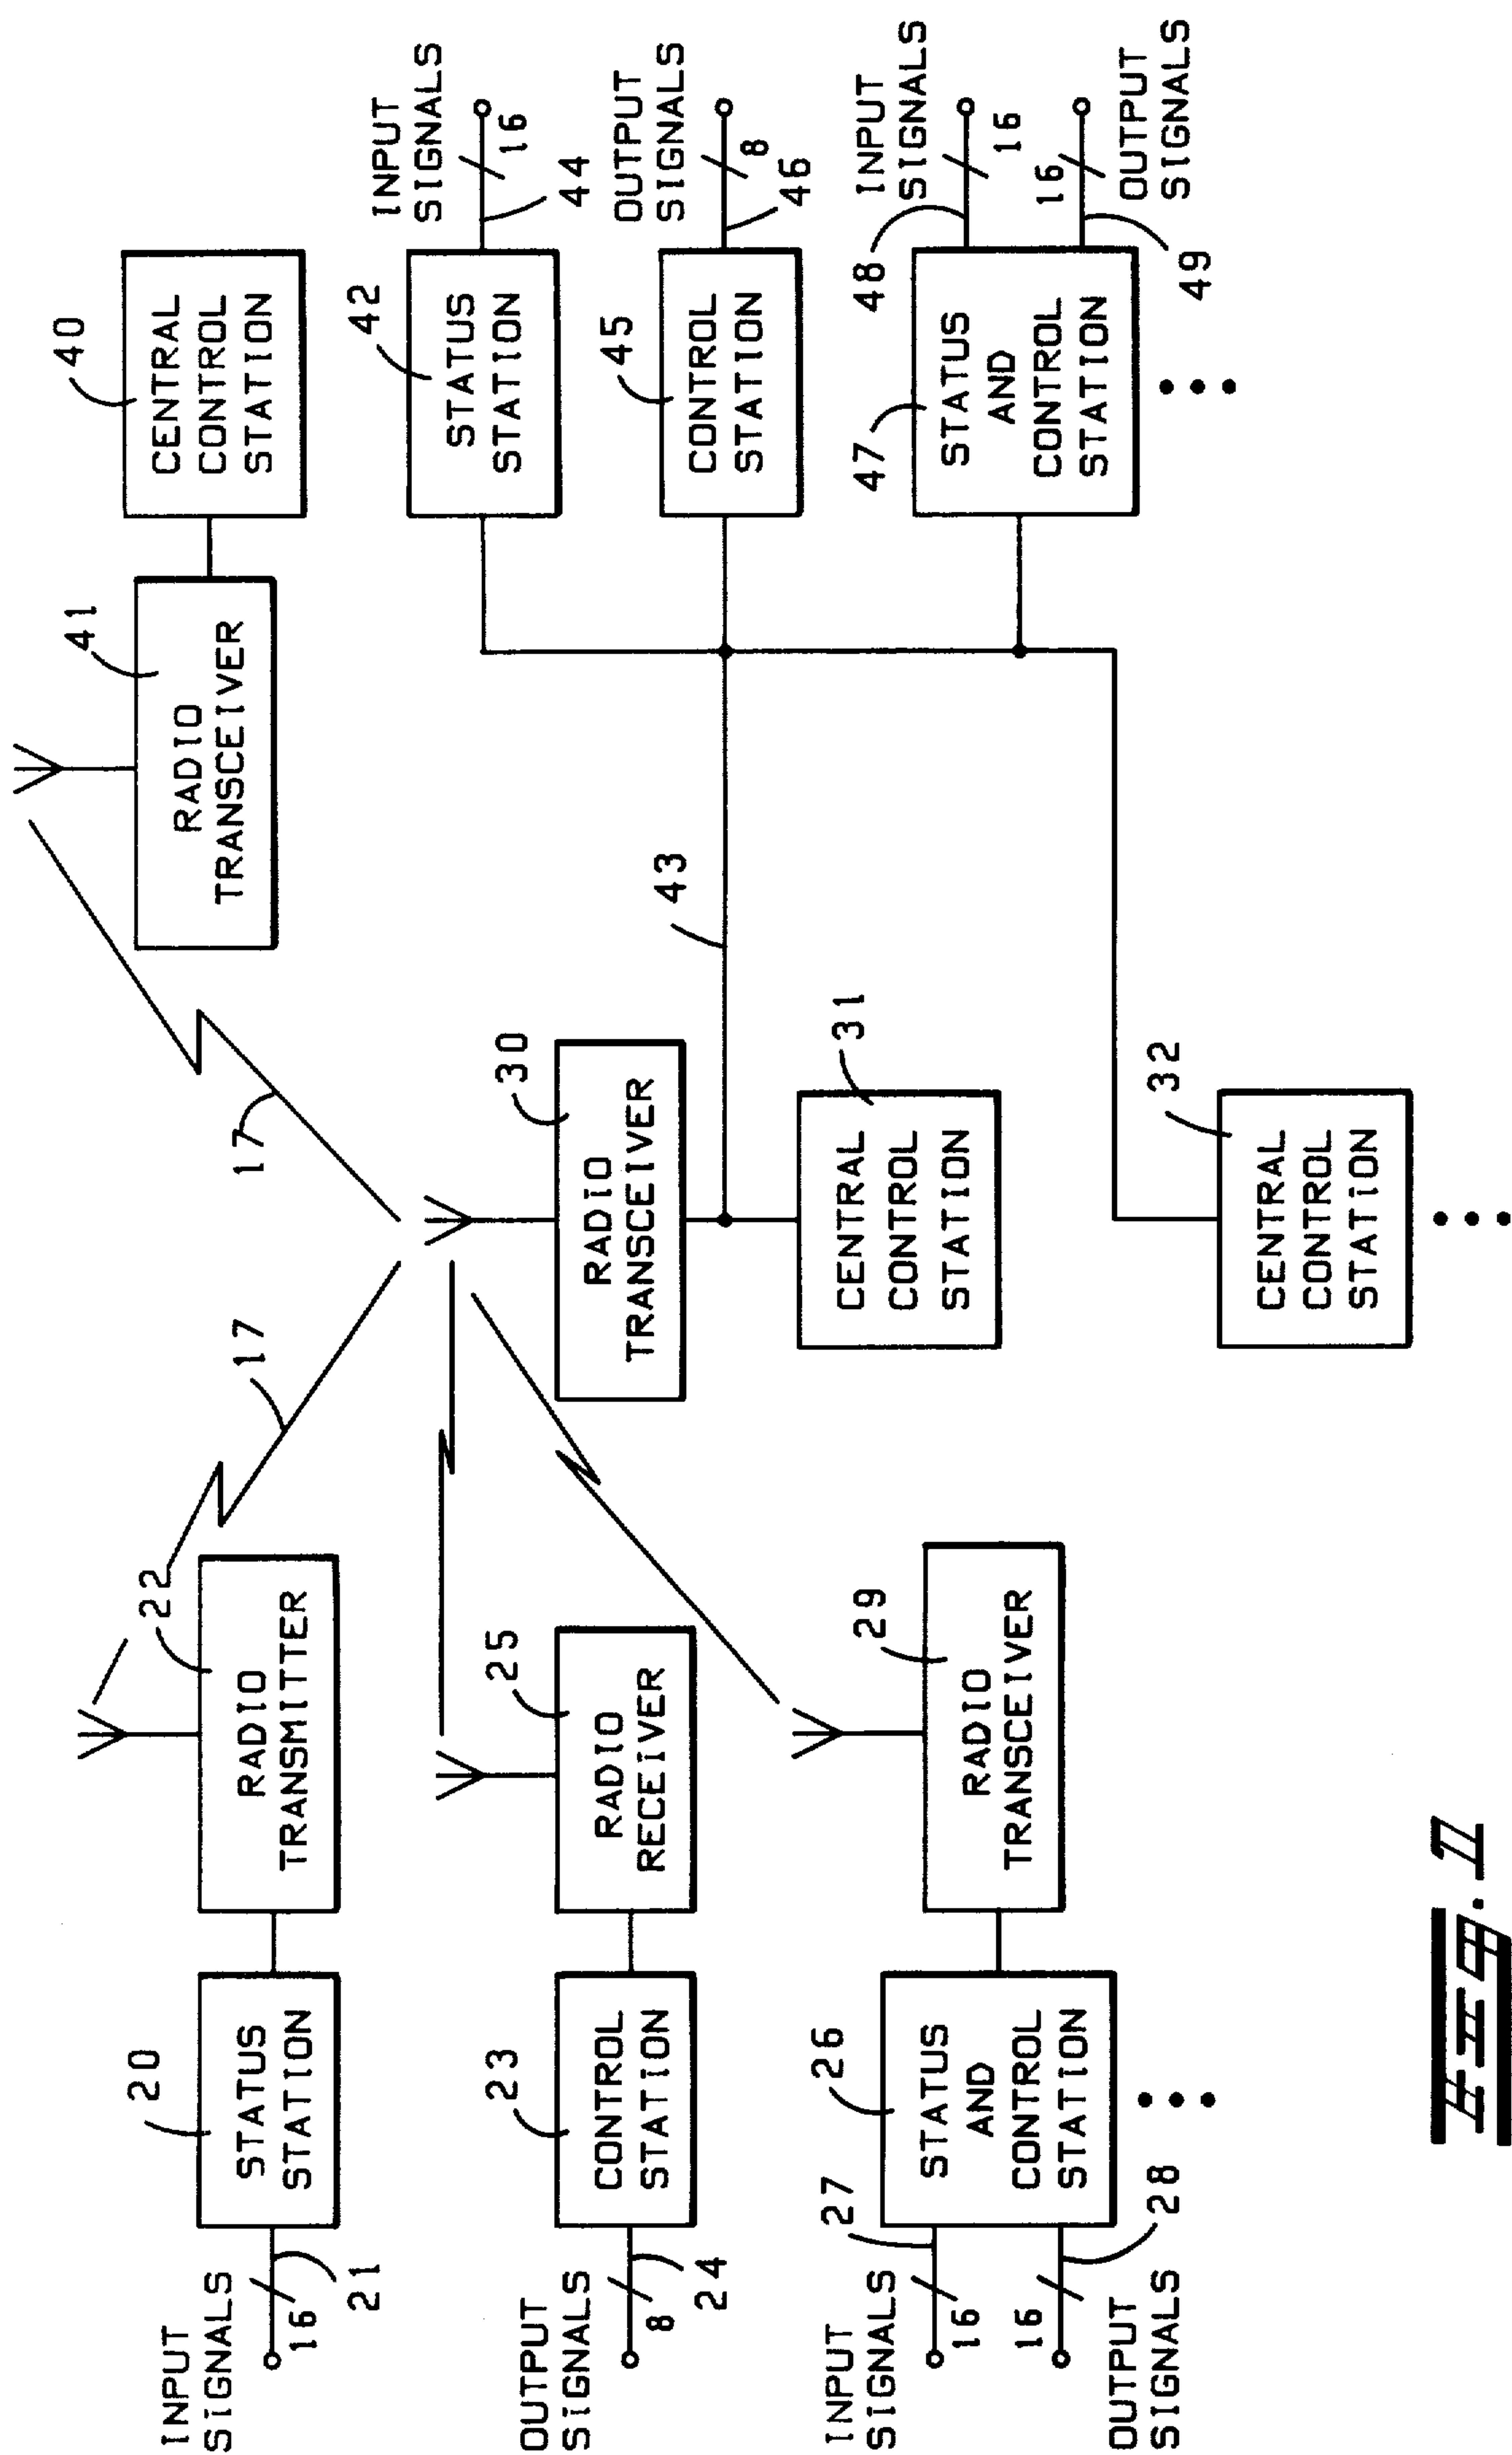 INPUT
SIGNALS
16
21
20
STATUS
STATION
22
RADIO
TRANSMITTER
17
17
41
RADIO
TRANSCEIVER
40
CENTRAL
CONTROL
STATION
OUTPUT
SIGNALS
8
24
23
CONTROL
STATION
25
RADIO
RECEIVER
30
RADIO
TRANSCEIVER
31
CENTRAL
CONTROL
STATION
43
42
STATUS
STATION
INPUT
SIGNALS
16
44
45
CONTROL
STATION
OUTPUT
SIGNALS
8
46
INPUT
SIGNALS
16
27
16
28
OUTPUT
SIGNALS
26
STATUS
AND
CONTROL
STATION
29
RADIO
TRANSCEIVER
32
CENTRAL
CONTROL
STATION
47
STATUS
AND
CONTROL
STATION
48
INPUT
SIGNALS
16
16
49
OUTPUT
SIGNALS
Fig. II